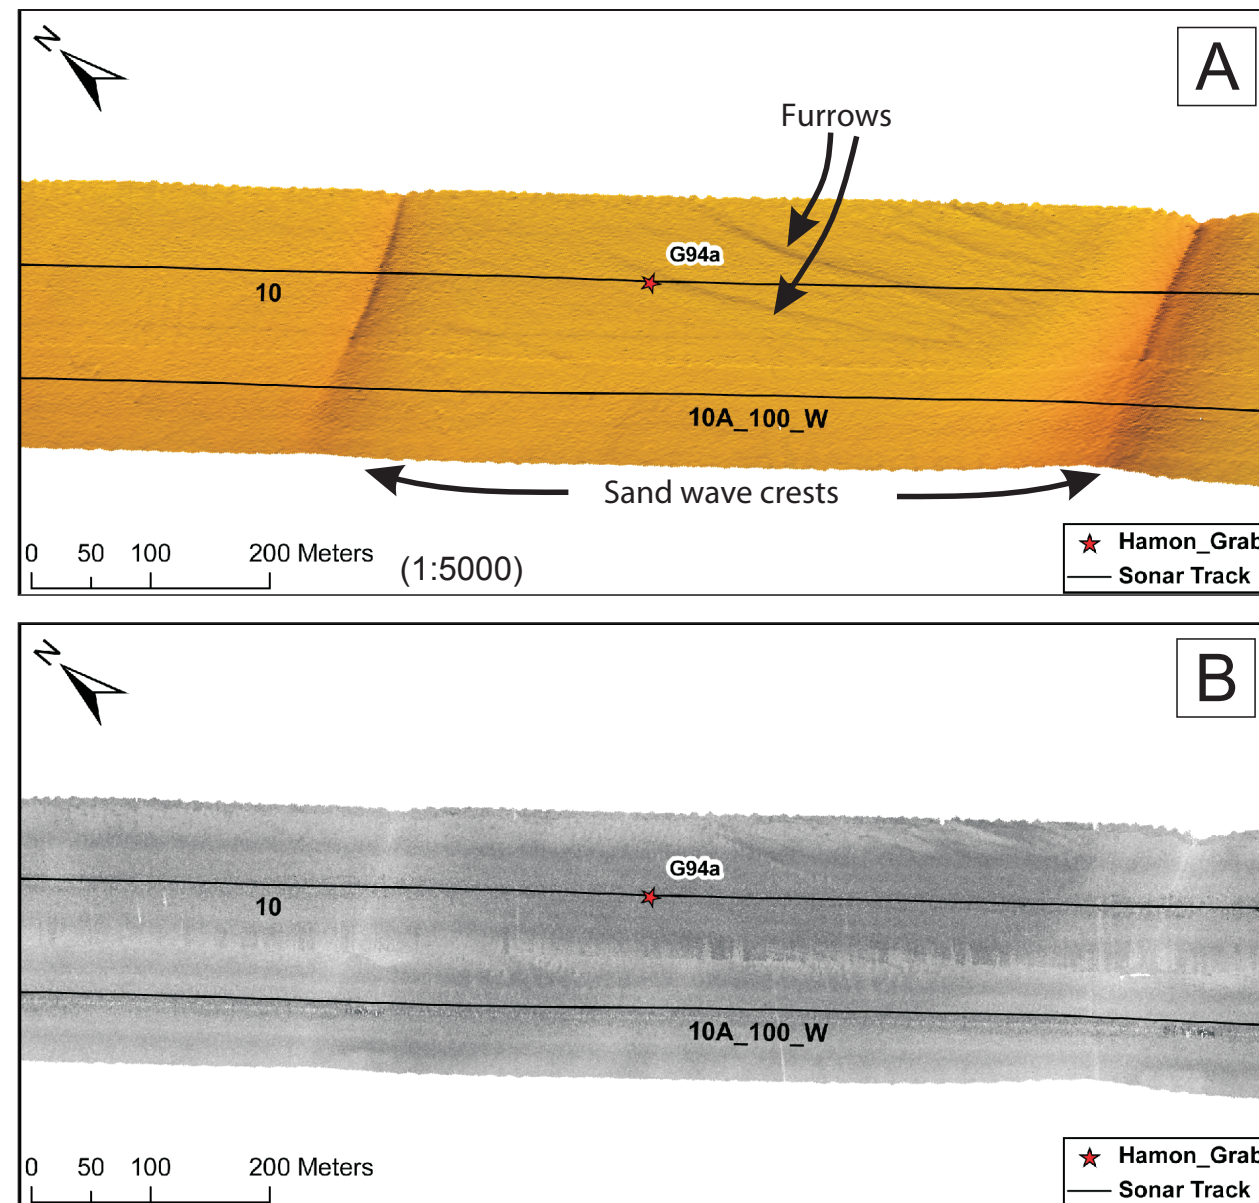 N
A
Furrows
G94a
10
10A_100_W
Sand wave crests
0 50 100 200 Meters
(1:5000)
Hamon_Grab
Sonar Track
N
B
G94a
10
10A_100_W
0 50 100 200 Meters
Hamon_Grab
Sonar Track